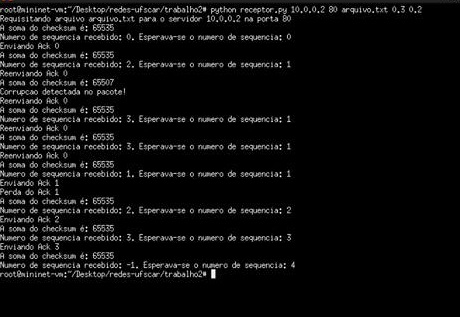 root@mininet-vm:~/Desktop/redes-ufscar/trabalho2# python receptor.py 10.0.0.2 80 arquivo.txt 0.3 0.2
Requisitando arquivo arquivo.txt para o servidor 10.0.0.2 na porta 80
A soma do checksum é: 65535
Numero de sequencia recebido: 0. Esperava-se o numero de sequencia: 0
Enviando Ack 0
A soma do checksum é: 65535
Numero de sequencia recebido: 2. Esperava-se o numero de sequencia: 1
Reenviando Ack 0
A soma do checksum é: 65507
Corrupcao detectada no pacote!
Reenviando Ack 0
A soma do checksum é: 65535
Numero de sequencia recebido: 3. Esperava-se o numero de sequencia: 1
Reenviando Ack 0
A soma do checksum é: 65535
Numero de sequencia recebido: 3. Esperava-se o numero de sequencia: 1
Reenviando Ack 0
A soma do checksum é: 65535
Numero de sequencia recebido: 1. Esperava-se o numero de sequencia: 1
Enviando Ack 1
Perda do Ack 1
A soma do checksum é: 65535
Numero de sequencia recebido: 2. Esperava-se o numero de sequencia: 2
Enviando Ack 2
A soma do checksum é: 65535
Numero de sequencia recebido: 3. Esperava-se o numero de sequencia: 3
Enviando Ack 3
A soma do checksum é: 65535
Numero de sequencia recebido: -1. Esperava-se o numero de sequencia: 4
root@mininet-vm:~/Desktop/redes-ufscar/trabalho2#